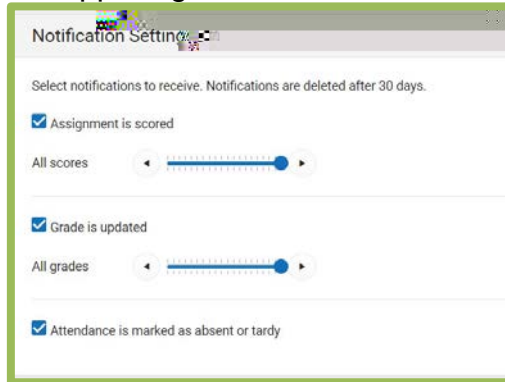 Notification Setting
Select notifications to receive. Notifications are deleted after 30 days.
Assignment is scored
All scores
Grade is updated
All grades
Attendance is marked as absent or tardy